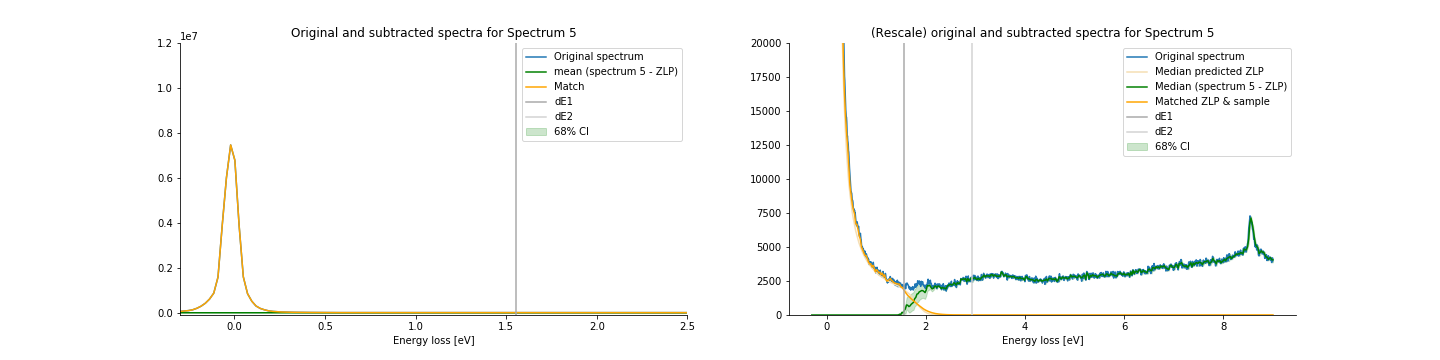 Original and subtracted spectra for Spectrum 5
1e7
1.2
1.0
0.8
0.6
0.4
0.2
0.0
0.0
0.5
1.0
1.5
2.0
2.5
Energy loss [eV]
Original spectrum
mean (spectrum 5 - ZLP)
Match
dE1
dE2
68% CI
(Rescale) original and subtracted spectra for Spectrum 5
20000
17500
15000
12500
10000
7500
5000
2500
0
0
2
4
6
8
Energy loss [eV]
Original spectrum
Median predicted ZLP
Median (spectrum 5 - ZLP)
Matched ZLP & sample
dE1
dE2
68% CI